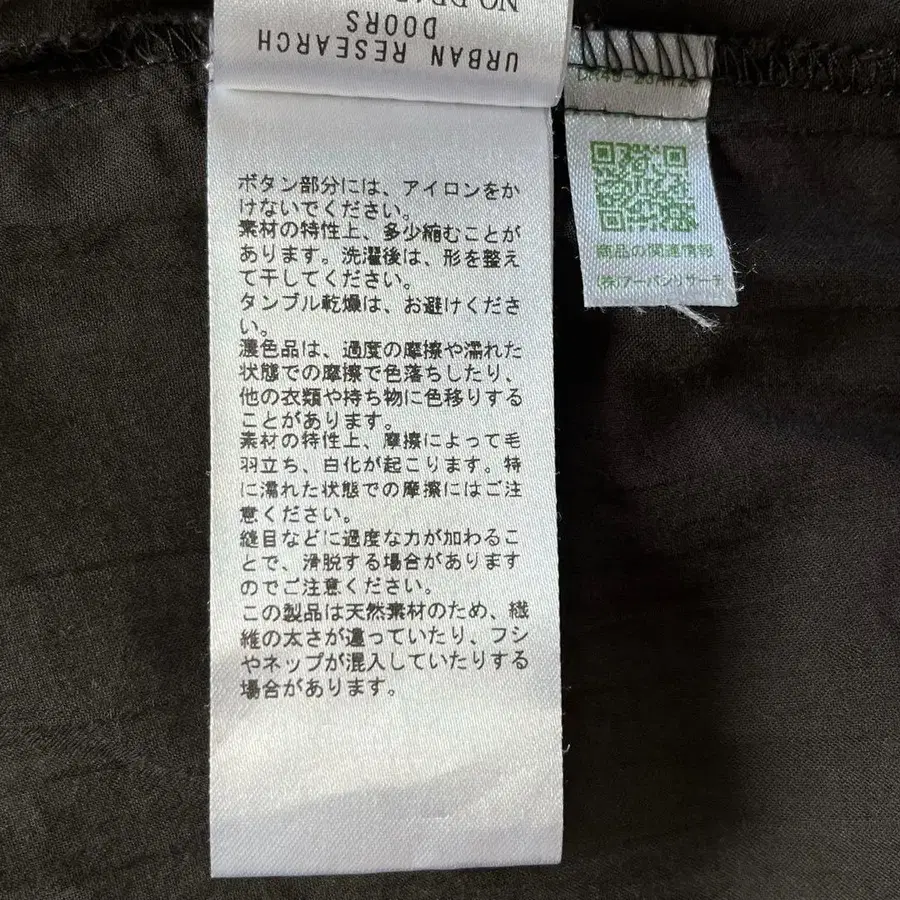 URBAN RESEARCH
DOORS
ボタン部分には、アイロンをか
けないでください。
素材の特性上、多少縮むことが
あります。洗濯後は、形を整え
て干してください。
タンブル乾燥は、お避けくださ
い。
濃色品は、過度の摩擦や濡れた
状態での摩擦で色落ちしたり、
他の衣類や持ち物に色移りする
ことがあります。
素材の特性上、摩擦によって毛
羽立ち、白化が起こります。特
に濡れた状態での摩擦にはご注
意ください。
縫目などに過度な力が加わるこ
とで、滑脱する場合があります
のでご注意ください。
この製品は天然素材のため、繊
維の太さが違っていたり、フシ
やネップが混入していたりする
場合があります。
商品の関連情報
(株)アーバンリサーチ